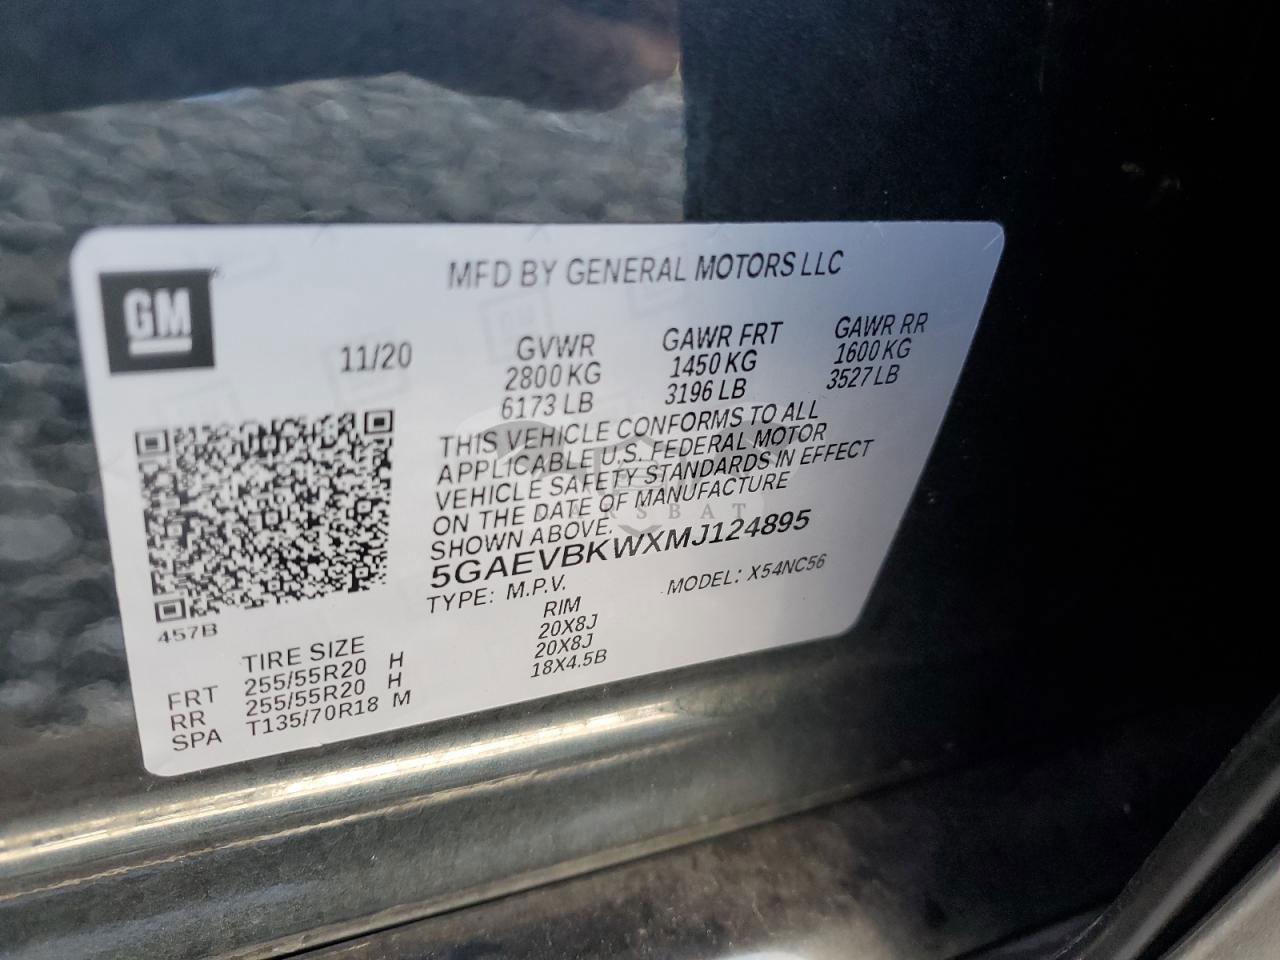 GM
MFD BY GENERAL MOTORS LLC
11/20
GVWR
2800 KG
6173 LB
GAWR FRT
1450 KG
3196 LB
GAWR RR
1600 KG
3527 LB
THIS VEHICLE CONFORMS TO ALL
APPLICABLE U.S. FEDERAL MOTOR
VEHICLE SAFETY STANDARDS IN EFFECT
ON THE DATE OF MANUFACTURE
SHOWN ABOVE.
5GAEVBKWXMJ124895
TYPE: M.P.V.
MODEL: X54NC56
457B
TIRE SIZE RIM
FRT 255/55R20 H 20X8J
RR 255/55R20 H 20X8J
SPA T135/70R18 M 18X4.5B